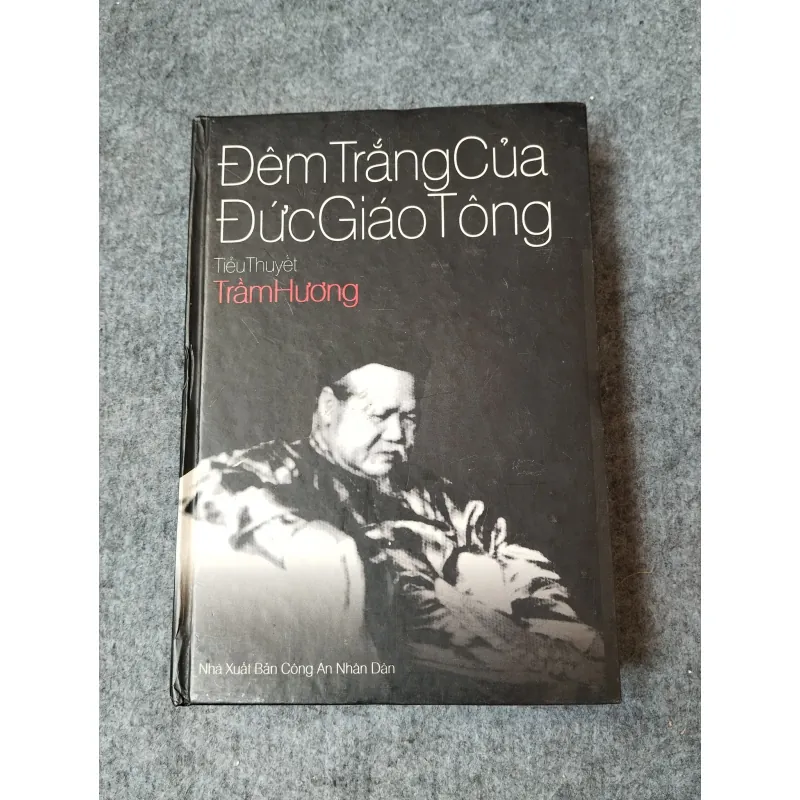 ĐêmTrắngCủa
ĐứcGiáoTông
TiểuThuyết
TrầmHương
Nhà Xuất Bản Công An Nhân Dân